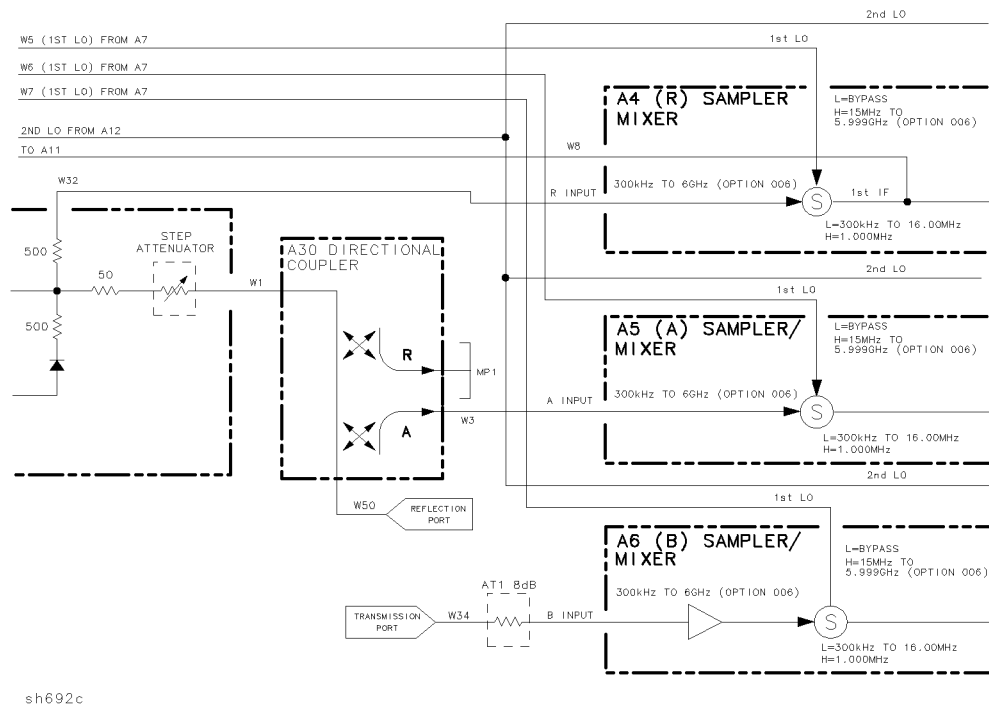 2nd LO
W5 (1ST LO) FROM A7
1st LO
W6 (1ST LO) FROM A7
W7 (1ST LO) FROM A7
A4 (R) SAMPLER
MIXER
L=BYPASS
H=15MHz TO
5.999GHz (OPTION 006)
2ND LO FROM A12
TO A11
W8
W32
R INPUT
300kHz TO 6GHz (OPTION 006)
S
1st IF
L=300kHz TO 16.00MHz
H=1.000MHz
STEP
ATTENUATOR
500
50
500
W1
A30 DIRECTIONAL
COUPLER
2nd LO
1st LO
A5 (A) SAMPLER/
MIXER
L=BYPASS
H=15MHz TO
5.999GHz (OPTION 006)
R
MP1
A
W3
A INPUT
300kHz TO 6GHz (OPTION 006)
S
L=300kHz TO 16.00MHz
H=1.000MHz
2nd LO
1st LO
W50
REFLECTION
PORT
A6 (B) SAMPLER/
MIXER
L=BYPASS
H=15MHz TO
5.999GHz (OPTION 006)
AT1 8dB
TRANSMISSION
PORT
W34
B INPUT
300kHz TO 6GHz (OPTION 006)
S
L=300kHz TO 16.00MHz
H=1.000MHz
sh692c